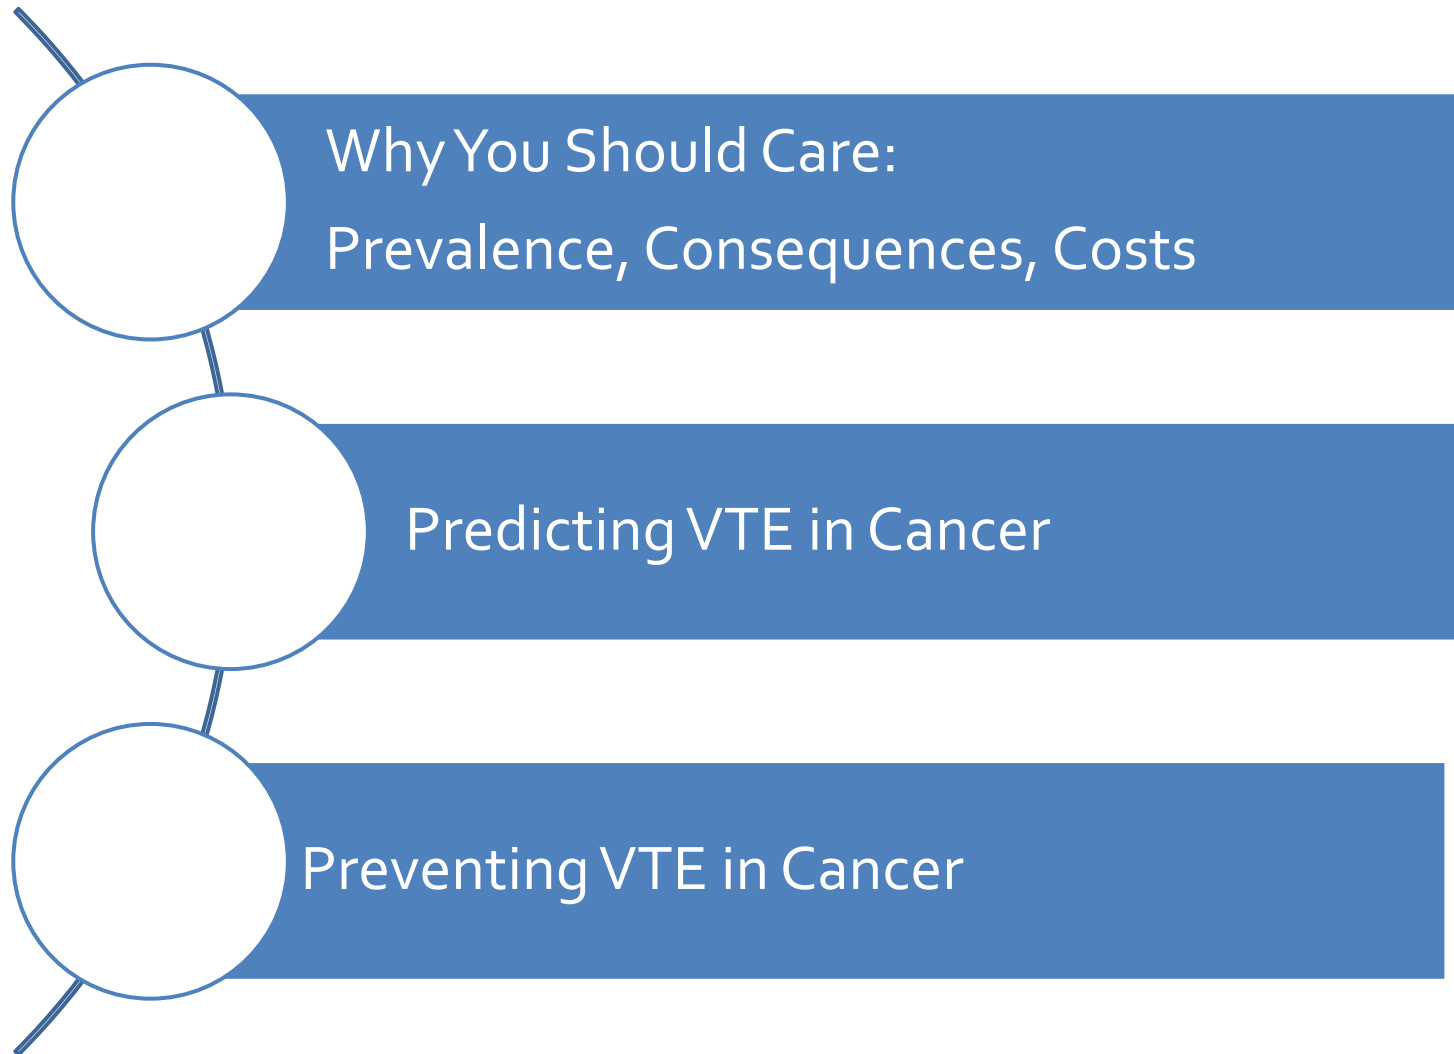 Why You Should Care:
Prevalence, Consequences, Costs
Predicting VTE in Cancer
Preventing VTE in Cancer